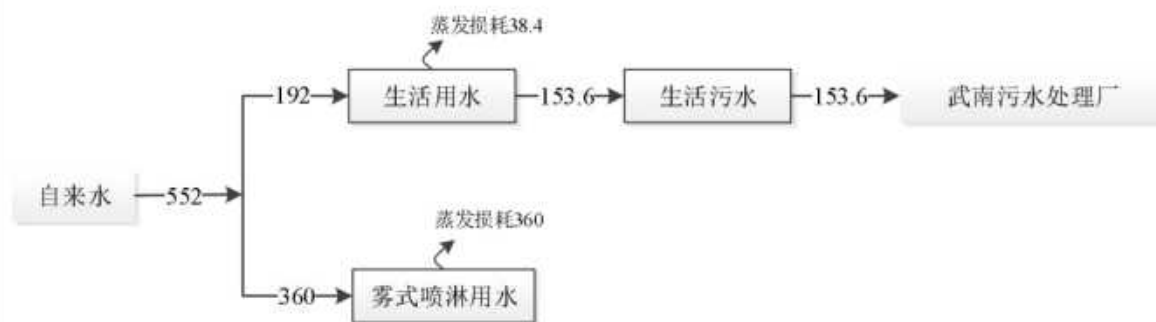 蒸发损耗38.4
192
生活用水
153.6
生活污水
153.6
武南污水处理厂
自来水
552
蒸发损耗360
360
雾式喷淋用水